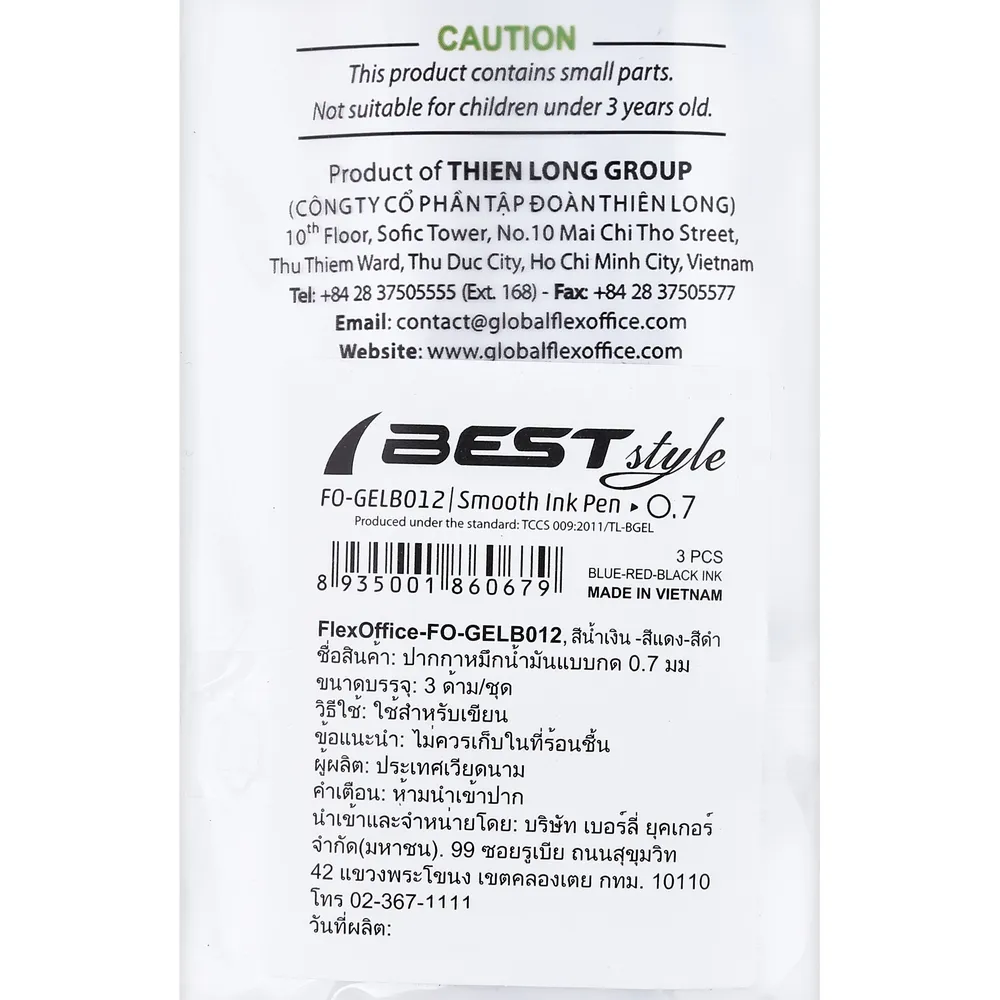 CAUTION
This product contains small parts.
Not suitable for children under 3 years old.
Product of THIEN LONG GROUP
(CÔNG TY CỔ PHẦN TẬP ĐOÀN THIÊN LONG)
10th Floor, Sofic Tower, No.10 Mai Chi Tho Street,
Thu Thiem Ward, Thu Duc City, Ho Chi Minh City, Vietnam
Tel: +84 28 37505555 (Ext. 168) - Fax: +84 28 37505577
Email: contact@globalflexoffice.com
Website: www.globalflexoffice.com
BEST style
FO-GELB012 | Smooth Ink Pen ▸ 0.7
Produced under the standard: TCCS 009:2011/TL-BGEL
8 935001 860679
3 PCS
BLUE-RED-BLACK INK
MADE IN VIETNAM
FlexOffice-FO-GELB012, สีน้ำเงิน -สีแดง-สีดำ
ชื่อสินค้า: ปากกาหมึกน้ำมันแบบกด 0.7 มม
ขนาดบรรจุ: 3 ด้าม/ชุด
วิธีใช้: ใช้สำหรับเขียน
ข้อแนะนำ: ไม่ควรเก็บในที่ร้อนชื้น
ผู้ผลิต: ประเทศเวียดนาม
คำเตือน: ห้ามนำเข้าปาก
นำเข้าและจำหน่ายโดย: บริษัท เบอร์ลี่ ยุคเกอร์
จำกัด(มหาชน). 99 ซอยรูเบีย ถนนสุขุมวิท
42 แขวงพระโขนง เขตคลองเตย กทม. 10110
โทร 02-367-1111
วันที่ผลิต: